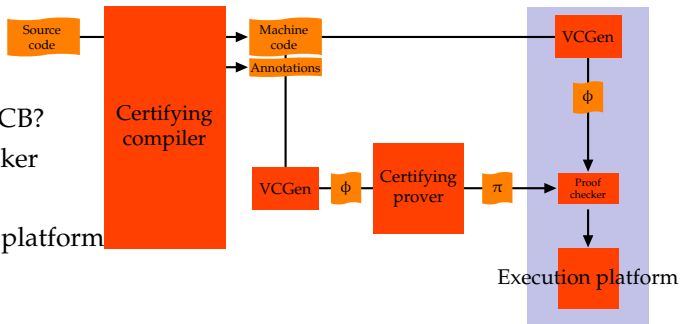 Source
code
Machine
code
VCGen
Annotations
ϕ
CB?
Certifying
compiler
ker
VCGen
ϕ
Certifying
prover
π
Proof
checker
platform
Execution platform